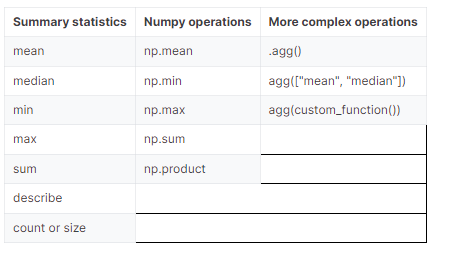 Summary statistics Numpy operations More complex operations
mean np.mean .agg()
median np.min agg(["mean", "median"])
min np.max agg(custom_function())
max np.sum
sum np.product
describe
count or size